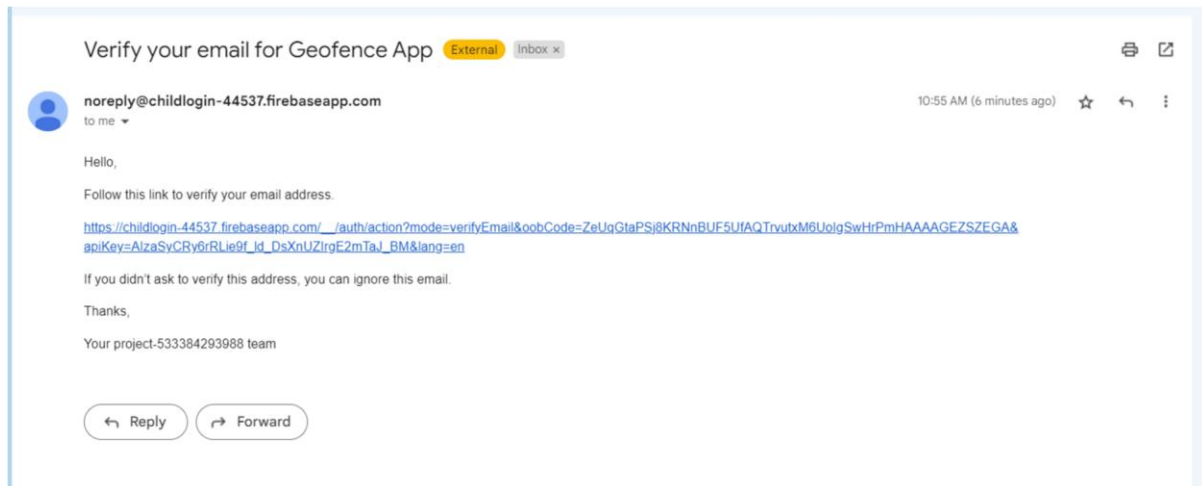 Verify your email for Geofence App External Inbox ×
noreply@childlogin-44537.firebaseapp.com 10:55 AM (6 minutes ago)
to me
Hello,
Follow this link to verify your email address.
https://childlogin-44537.firebaseapp.com/__/auth/action?mode=verifyEmail&oobCode=ZeUqGtaPSj8KRNnBUF5UfAQTrvutxM6UolgSwHrPmHAAAAGEZSZEGA&
apiKey=AIzaSyCRy6rRLie9f_ld_DsXnUZIrgE2mTaJ_BM&lang=en
If you didn't ask to verify this address, you can ignore this email.
Thanks,
Your project-533384293988 team
Reply Forward